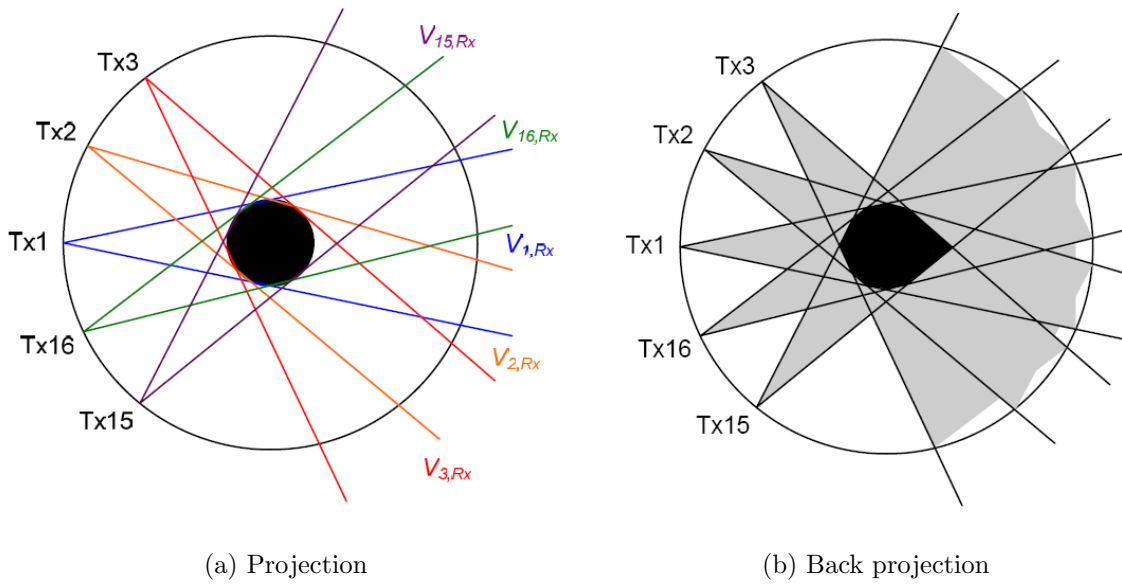 Tx3
Tx2
Tx1
Tx16
Tx15
V15,Rx
V16,Rx
V1,Rx
V2,Rx
V3,Rx
(a) Projection
Tx3
Tx2
Tx1
Tx16
Tx15
(b) Back projection